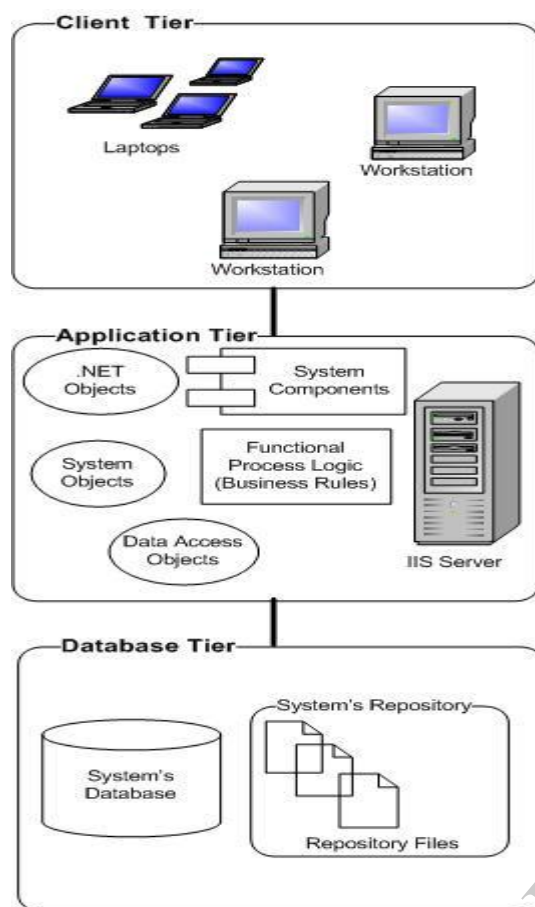 Client Tier
Laptops
Workstation
Workstation
Application Tier
.NET
Objects
System
Components
System
Objects
Functional
Process Logic
(Business Rules)
Data Access
Objects
IIS Server
Database Tier
System's
Database
System's Repository
Repository Files